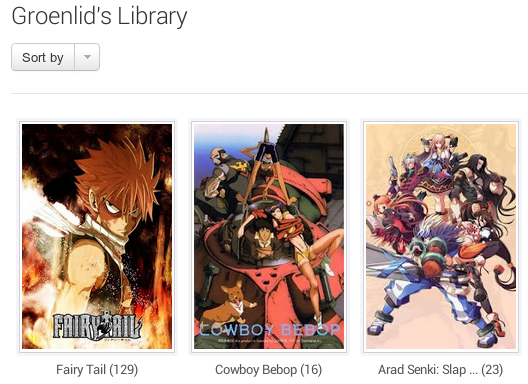 Groenlid's Library
Sort by
FAIRY TAIL
COWBOY BEBOP
Fairy Tail (129)
Cowboy Bebop (16)
Arad Senki: Slap ... (23)